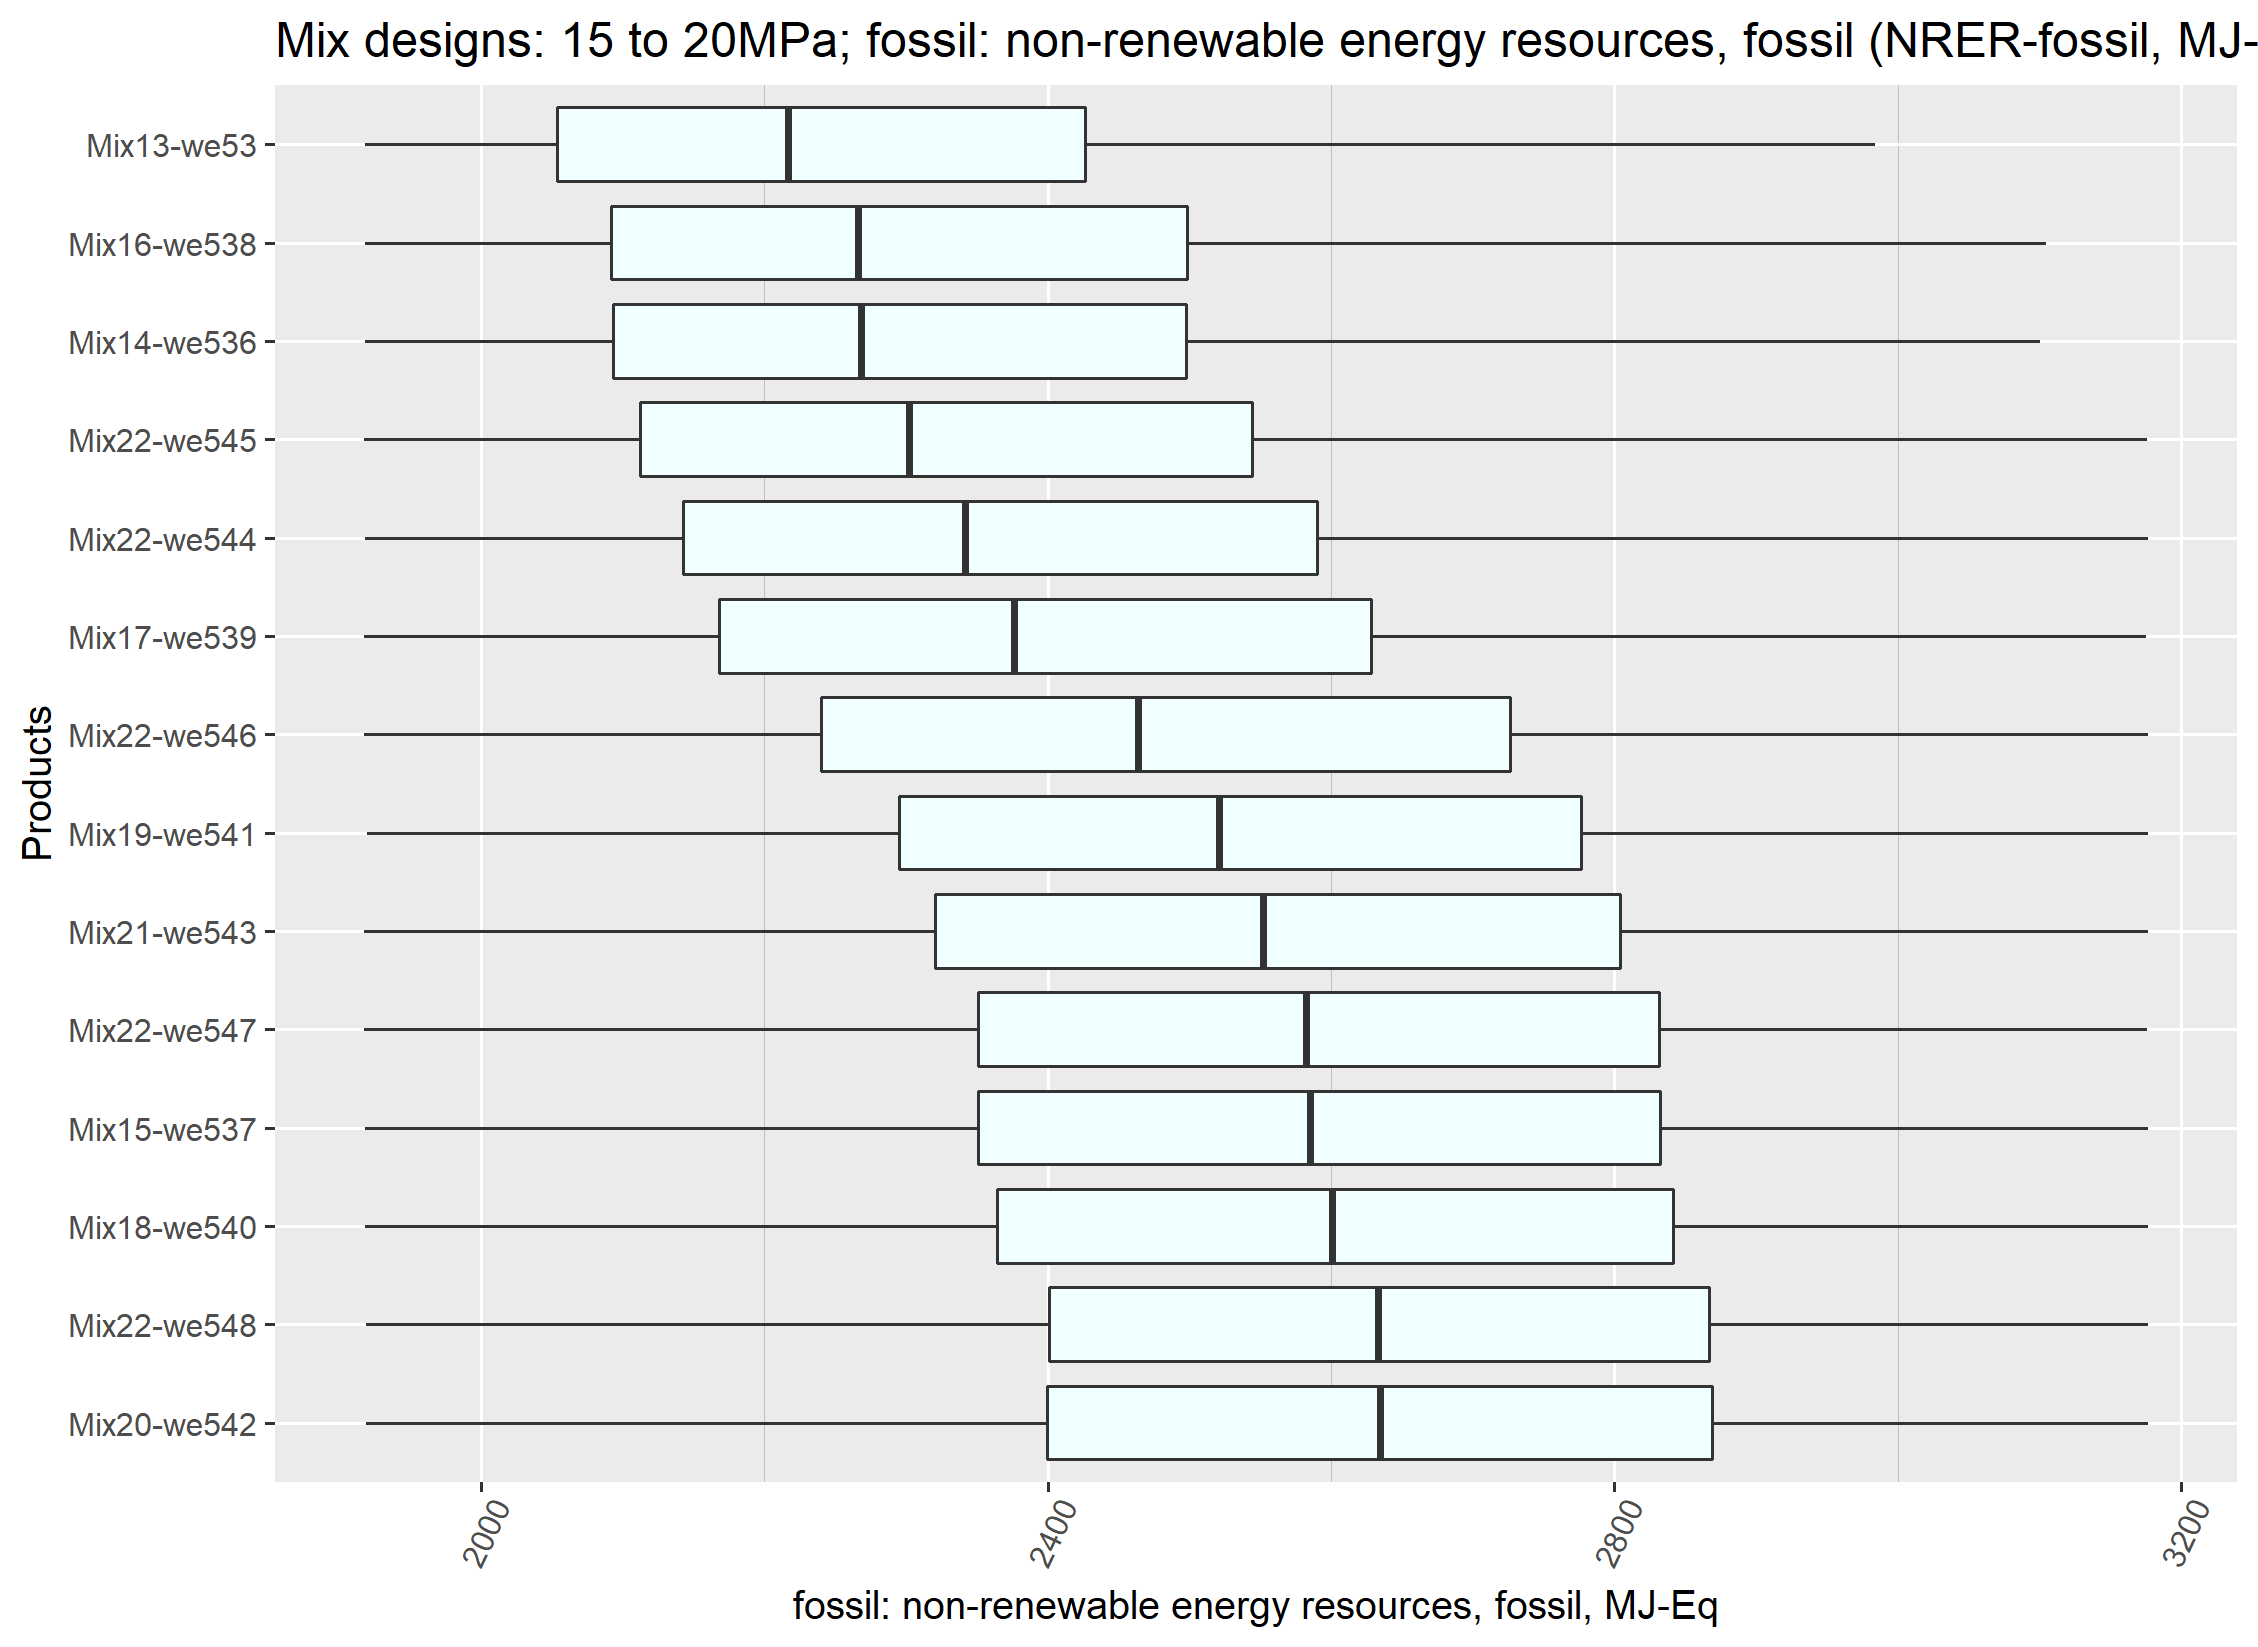 Mix designs: 15 to 20MPa; fossil: non-renewable energy resources, fossil (NRER-fossil, MJ-
Products
Mix13-we53
Mix16-we538
Mix14-we536
Mix22-we545
Mix22-we544
Mix17-we539
Mix22-we546
Mix19-we541
Mix21-we543
Mix22-we547
Mix15-we537
Mix18-we540
Mix22-we548
Mix20-we542
2000
2400
2800
3200
fossil: non-renewable energy resources, fossil, MJ-Eq